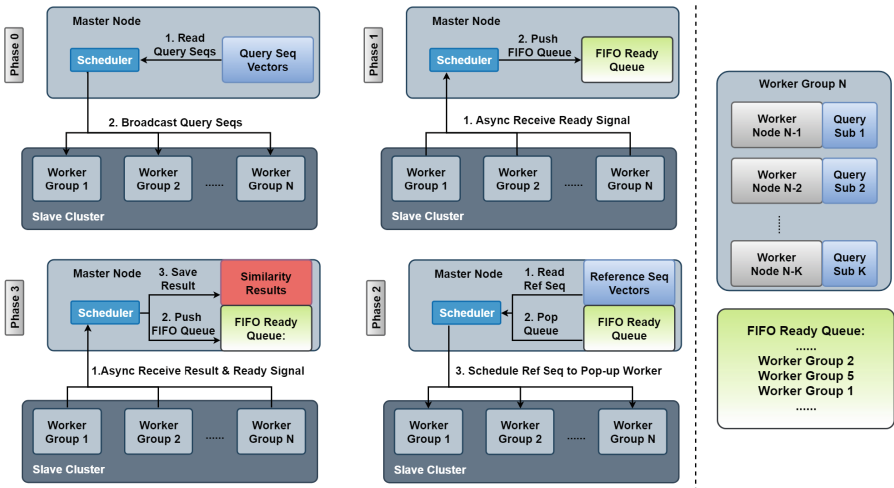 Phase 0
Master Node
Scheduler
1. Read
Query Seqs
Query Seq
Vectors
2. Broadcast Query Seqs
Worker
Group 1
Worker
Group 2
......
Worker
Group N
Slave Cluster
Phase 1
Master Node
Scheduler
2. Push
FIFO Queue
FIFO Ready
Queue
1. Async Receive Ready Signal
Worker
Group 1
Worker
Group 2
......
Worker
Group N
Slave Cluster
Phase 3
Master Node
Scheduler
3. Save
Result
2. Push
FIFO Queue
Similarity
Results
FIFO Ready
Queue:
1.Async Receive Result & Ready Signal
Worker
Group 1
Worker
Group 2
......
Worker
Group N
Slave Cluster
Phase 2
Master Node
Scheduler
1. Read
Ref Seq
2. Pop
Queue
Reference Seq
Vectors
FIFO Ready
Queue
3. Schedule Ref Seq to Pop-up Worker
Worker
Group 1
Worker
Group 2
......
Worker
Group N
Slave Cluster
Worker Group N
Worker
Node N-1
Query
Sub 1
Worker
Node N-2
Query
Sub 2
......
Worker
Node N-K
Query
Sub K
FIFO Ready Queue:
......
Worker Group 2
Worker Group 5
Worker Group 1
......